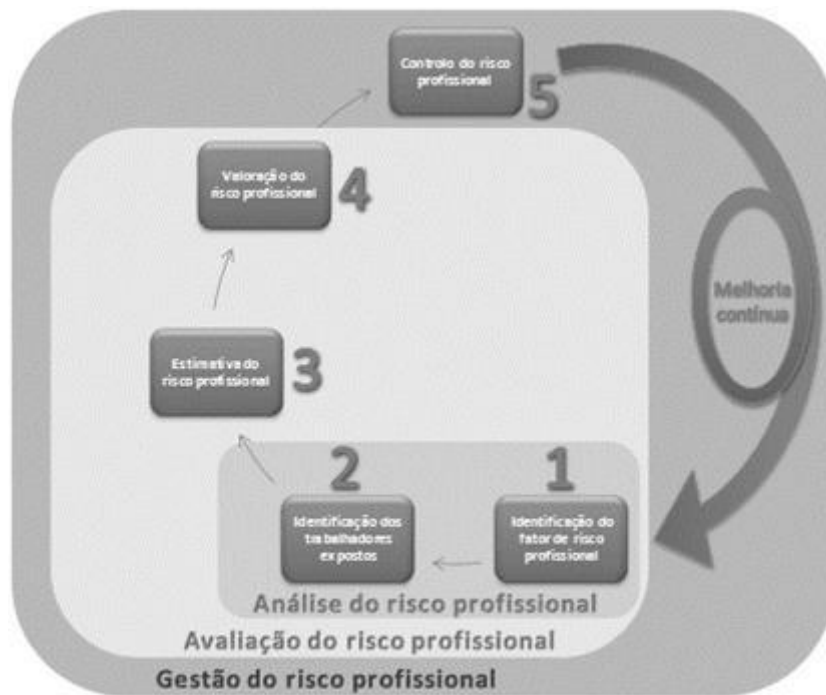 Controlo do risco
profissional
5
Valoração do
risco profissional
4
Melhoria
contínua
Estimativa do
risco profissional
3
2
1
Identificação dos
trabalhadores
expostos
Identificação do
fator de risco
profissional
Análise do risco profissional
Avaliação do risco profissional
Gestão do risco profissional